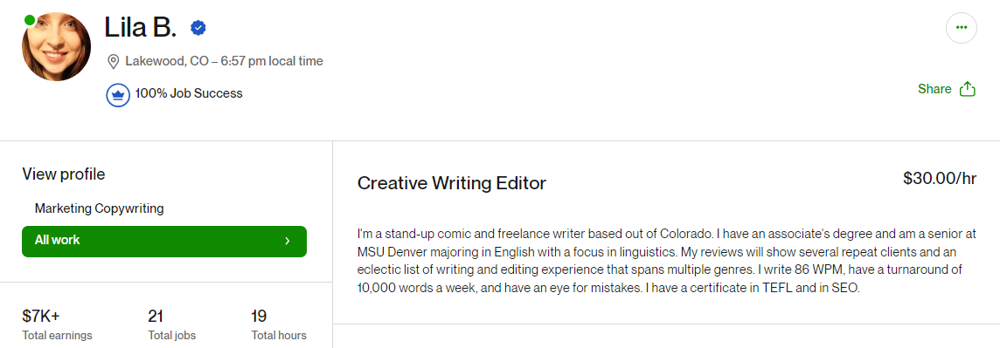 Lila B.
Lakewood, CO – 6:57 pm local time
100% Job Success
Share
View profile
Marketing Copywriting
All work
$7K+
Total earnings
21
Total jobs
19
Total hours
Creative Writing Editor
$30.00/hr
I'm a stand-up comic and freelance writer based out of Colorado. I have an associate's degree and am a senior at
MSU Denver majoring in English with a focus in linguistics. My reviews will show several repeat clients and an
eclectic list of writing and editing experience that spans multiple genres. I write 86 WPM, have a turnaround of
10,000 words a week, and have an eye for mistakes. I have a certificate in TEFL and in SEO.